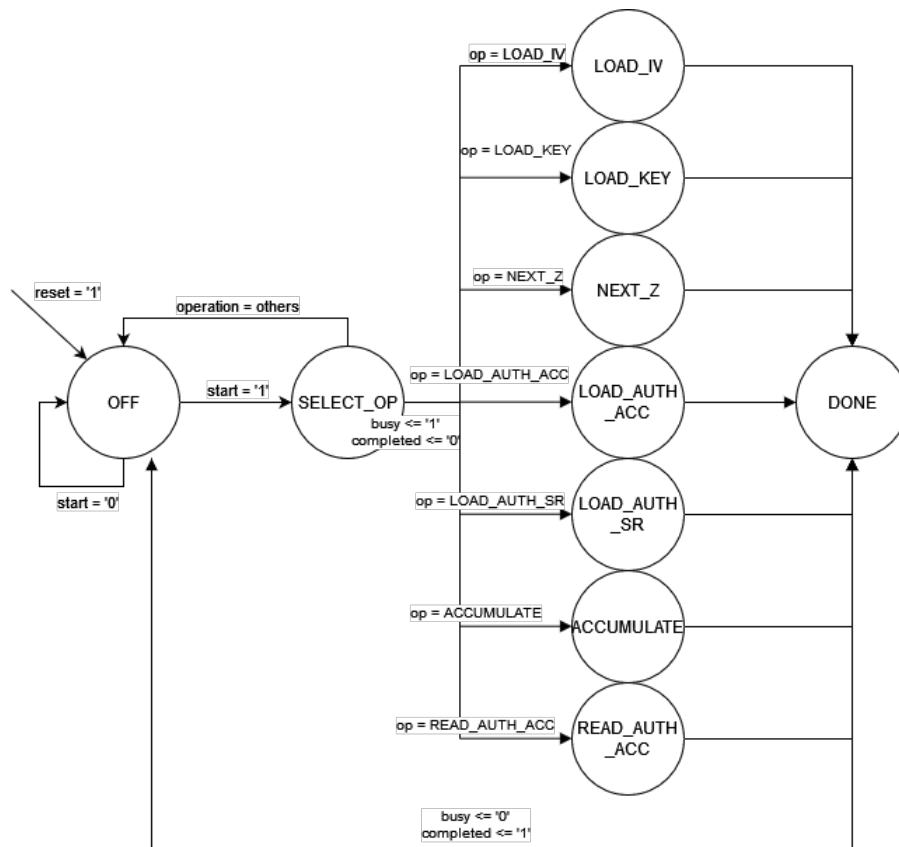 op = LOAD_IV
LOAD_IV
op = LOAD_KEY
LOAD_KEY
op = NEXT_Z
NEXT_Z
reset = '1'
operation = others
op = LOAD_AUTH_ACC
LOAD_AUTH
_ACC
start = '1'
OFF
SELECT_OP
DONE
busy <= '1'
completed <= '0'
start = '0'
op = LOAD_AUTH_SR
LOAD_AUTH
_SR
op = ACCUMULATE
ACCUMULATE
op = READ_AUTH_ACC
READ_AUTH
_ACC
busy <= '0'
completed <= '1'